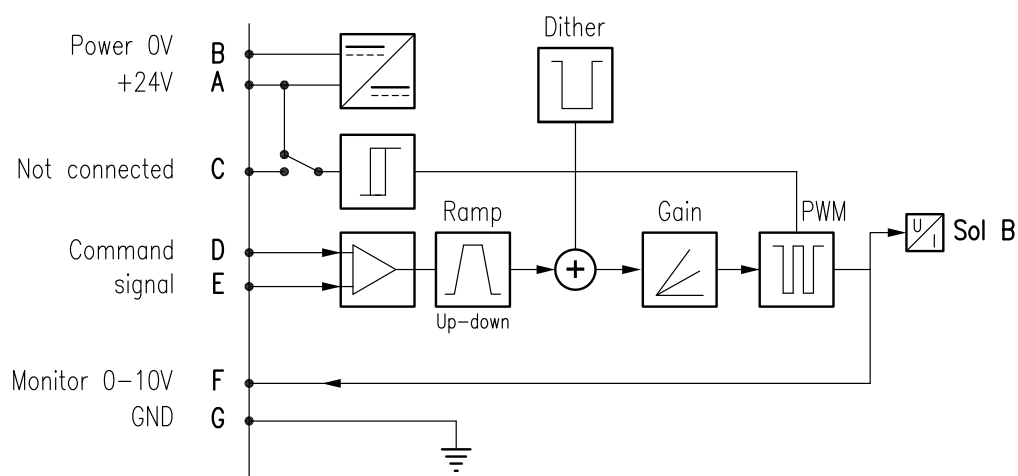 Dither
Power 0V B
+24V A
Not connected C
Ramp Gain PWM
Command D
signal E
U
I
Sol B
Up-down
Monitor 0-10V F
GND G